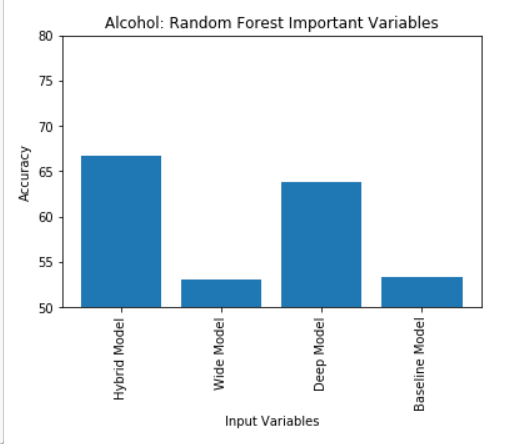 Alcohol: Random Forest Important Variables
80
75
70
65
60
55
50
Accuracy
Hybrid Model
Wide Model
Deep Model
Baseline Model
Input Variables